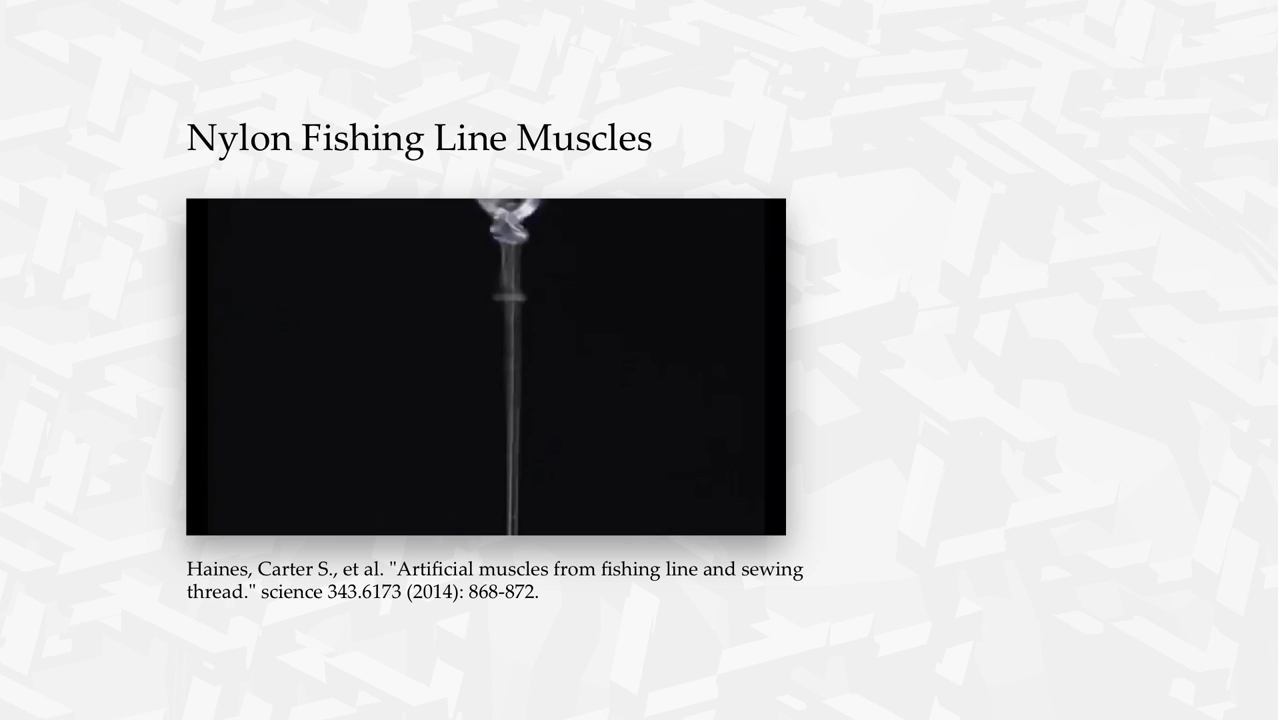 Nylon Fishing Line Muscles
Haines, Carter S., et al. "Artificial muscles from fishing line and sewing
thread." science 343.6173 (2014): 868-872.